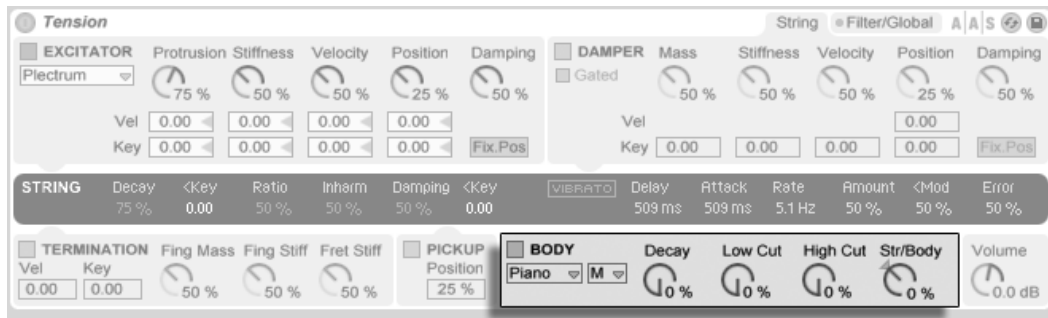 Tension String Filter/Global A A S
EXCITATOR Protrusion Stiffness Velocity Position Damping
Plectrum 75 % 50 % 50 % 25 % 50 %
Vel 0.00 0.00 0.00 0.00
Key 0.00 0.00 0.00 0.00 Fix.Pos
DAMPER Mass Stiffness Velocity Position Damping
Gated 50 % 50 % 50 % 25 % 50 %
Vel 0.00
Key 0.00 0.00 0.00 0.00 Fix.Pos
STRING Decay <Key Ratio Inharm Damping <Key VIBRATO Delay Attack Rate Amount <Mod Error
75 % 0.00 50 % 50 % 50 % 0.00 509 ms 509 ms 5.1 Hz 50 % 50 % 50 %
TERMINATION Fing Mass Fing Stiff Fret Stiff
Vel Key
0.00 0.00 50 % 50 % 50 %
PICKUP
Position
25 %
BODY Decay Low Cut High Cut Str/Body
Piano M 0 % 0 % 0 % 0 %
Volume
0.0 dB